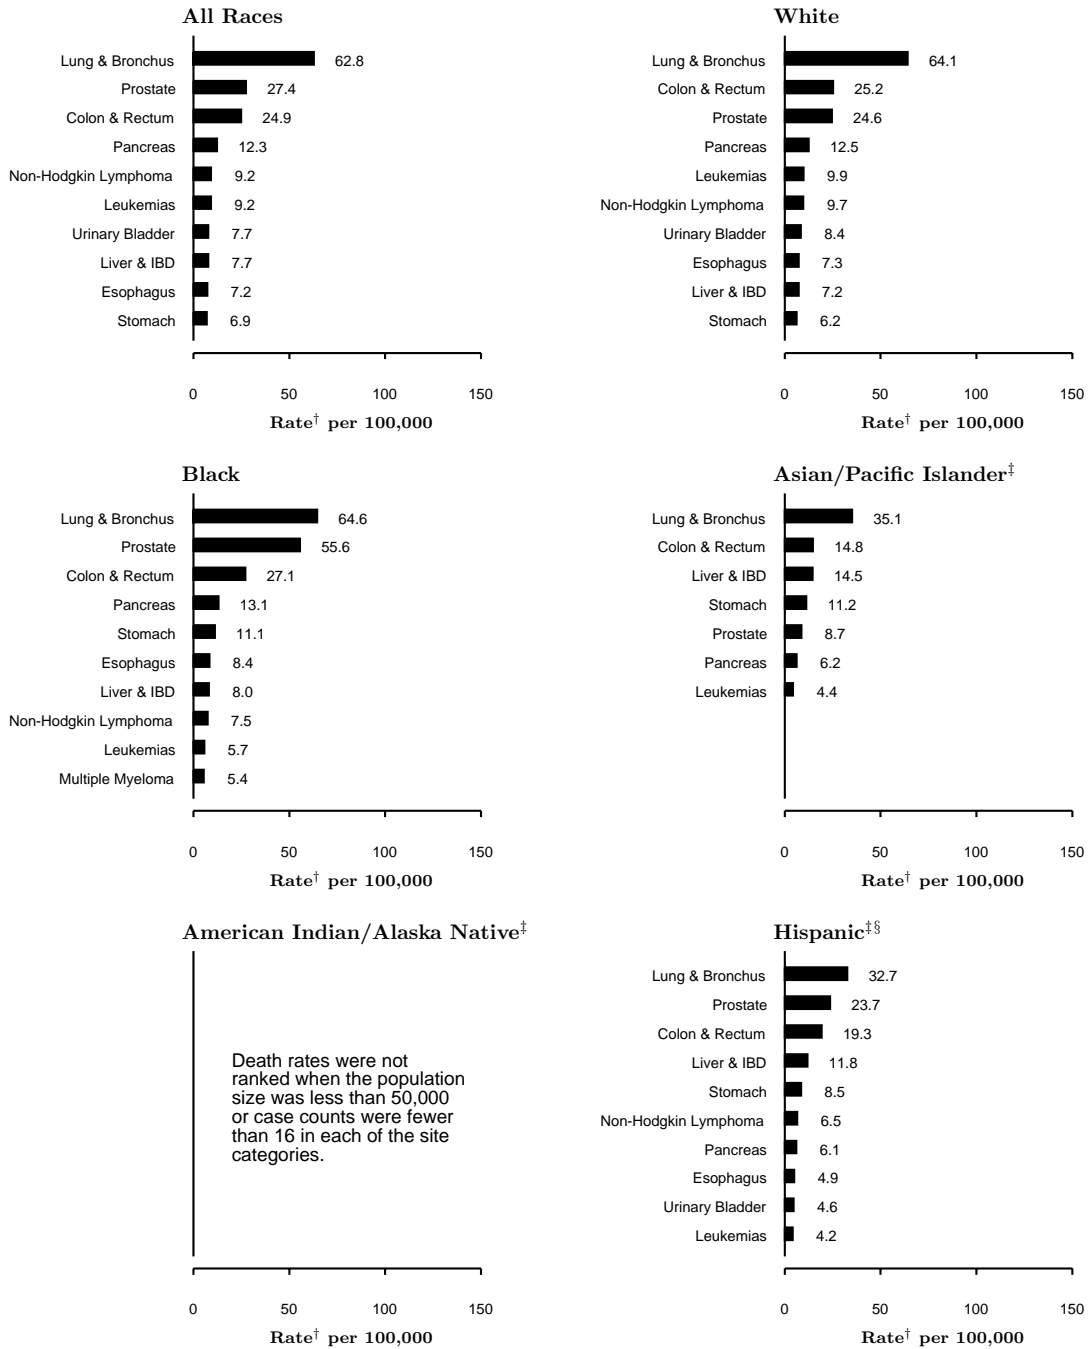 All Races
Lung & Bronchus 62.8
Prostate 27.4
Colon & Rectum 24.9
Pancreas 12.3
Non-Hodgkin Lymphoma 9.2
Leukemias 9.2
Urinary Bladder 7.7
Liver & IBD 7.7
Esophagus 7.2
Stomach 6.9
0 50 100 150
Rate† per 100,000
White
Lung & Bronchus 64.1
Colon & Rectum 25.2
Prostate 24.6
Pancreas 12.5
Leukemias 9.9
Non-Hodgkin Lymphoma 9.7
Urinary Bladder 8.4
Esophagus 7.3
Liver & IBD 7.2
Stomach 6.2
0 50 100 150
Rate† per 100,000
Black
Lung & Bronchus 64.6
Prostate 55.6
Colon & Rectum 27.1
Pancreas 13.1
Stomach 11.1
Esophagus 8.4
Liver & IBD 8.0
Non-Hodgkin Lymphoma 7.5
Leukemias 5.7
Multiple Myeloma 5.4
0 50 100 150
Rate† per 100,000
Asian/Pacific Islander‡
Lung & Bronchus 35.1
Colon & Rectum 14.8
Liver & IBD 14.5
Stomach 11.2
Prostate 8.7
Pancreas 6.2
Leukemias 4.4
0 50 100 150
Rate† per 100,000
American Indian/Alaska Native‡
Death rates were not
ranked when the population
size was less than 50,000
or case counts were fewer
than 16 in each of the site
categories.
0 50 100 150
Rate† per 100,000
Hispanic‡§
Lung & Bronchus 32.7
Prostate 23.7
Colon & Rectum 19.3
Liver & IBD 11.8
Stomach 8.5
Non-Hodgkin Lymphoma 6.5
Pancreas 6.1
Esophagus 4.9
Urinary Bladder 4.6
Leukemias 4.2
0 50 100 150
Rate† per 100,000